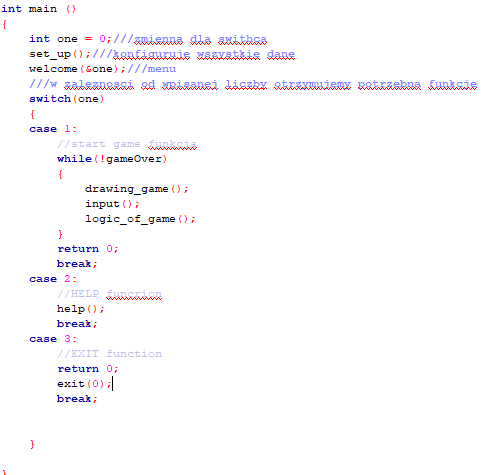 int main ()
{
int one = 0;///zmienna dla swithca
set_up();///konfiguruje wszystkie dane
welcome(&one);///menu
///w zaleznosci od wpisanej liczby otrzymujemy potrzebna funkcje
switch(one)
{
case 1:
//start game funkcja
while(!gameOver)
{
drawing_game();
input();
logic_of_game();
}
return 0;
break;
case 2:
//HELP funcrion
help();
break;
case 3:
//EXIT function
return 0;
exit(0);
break;
}
}